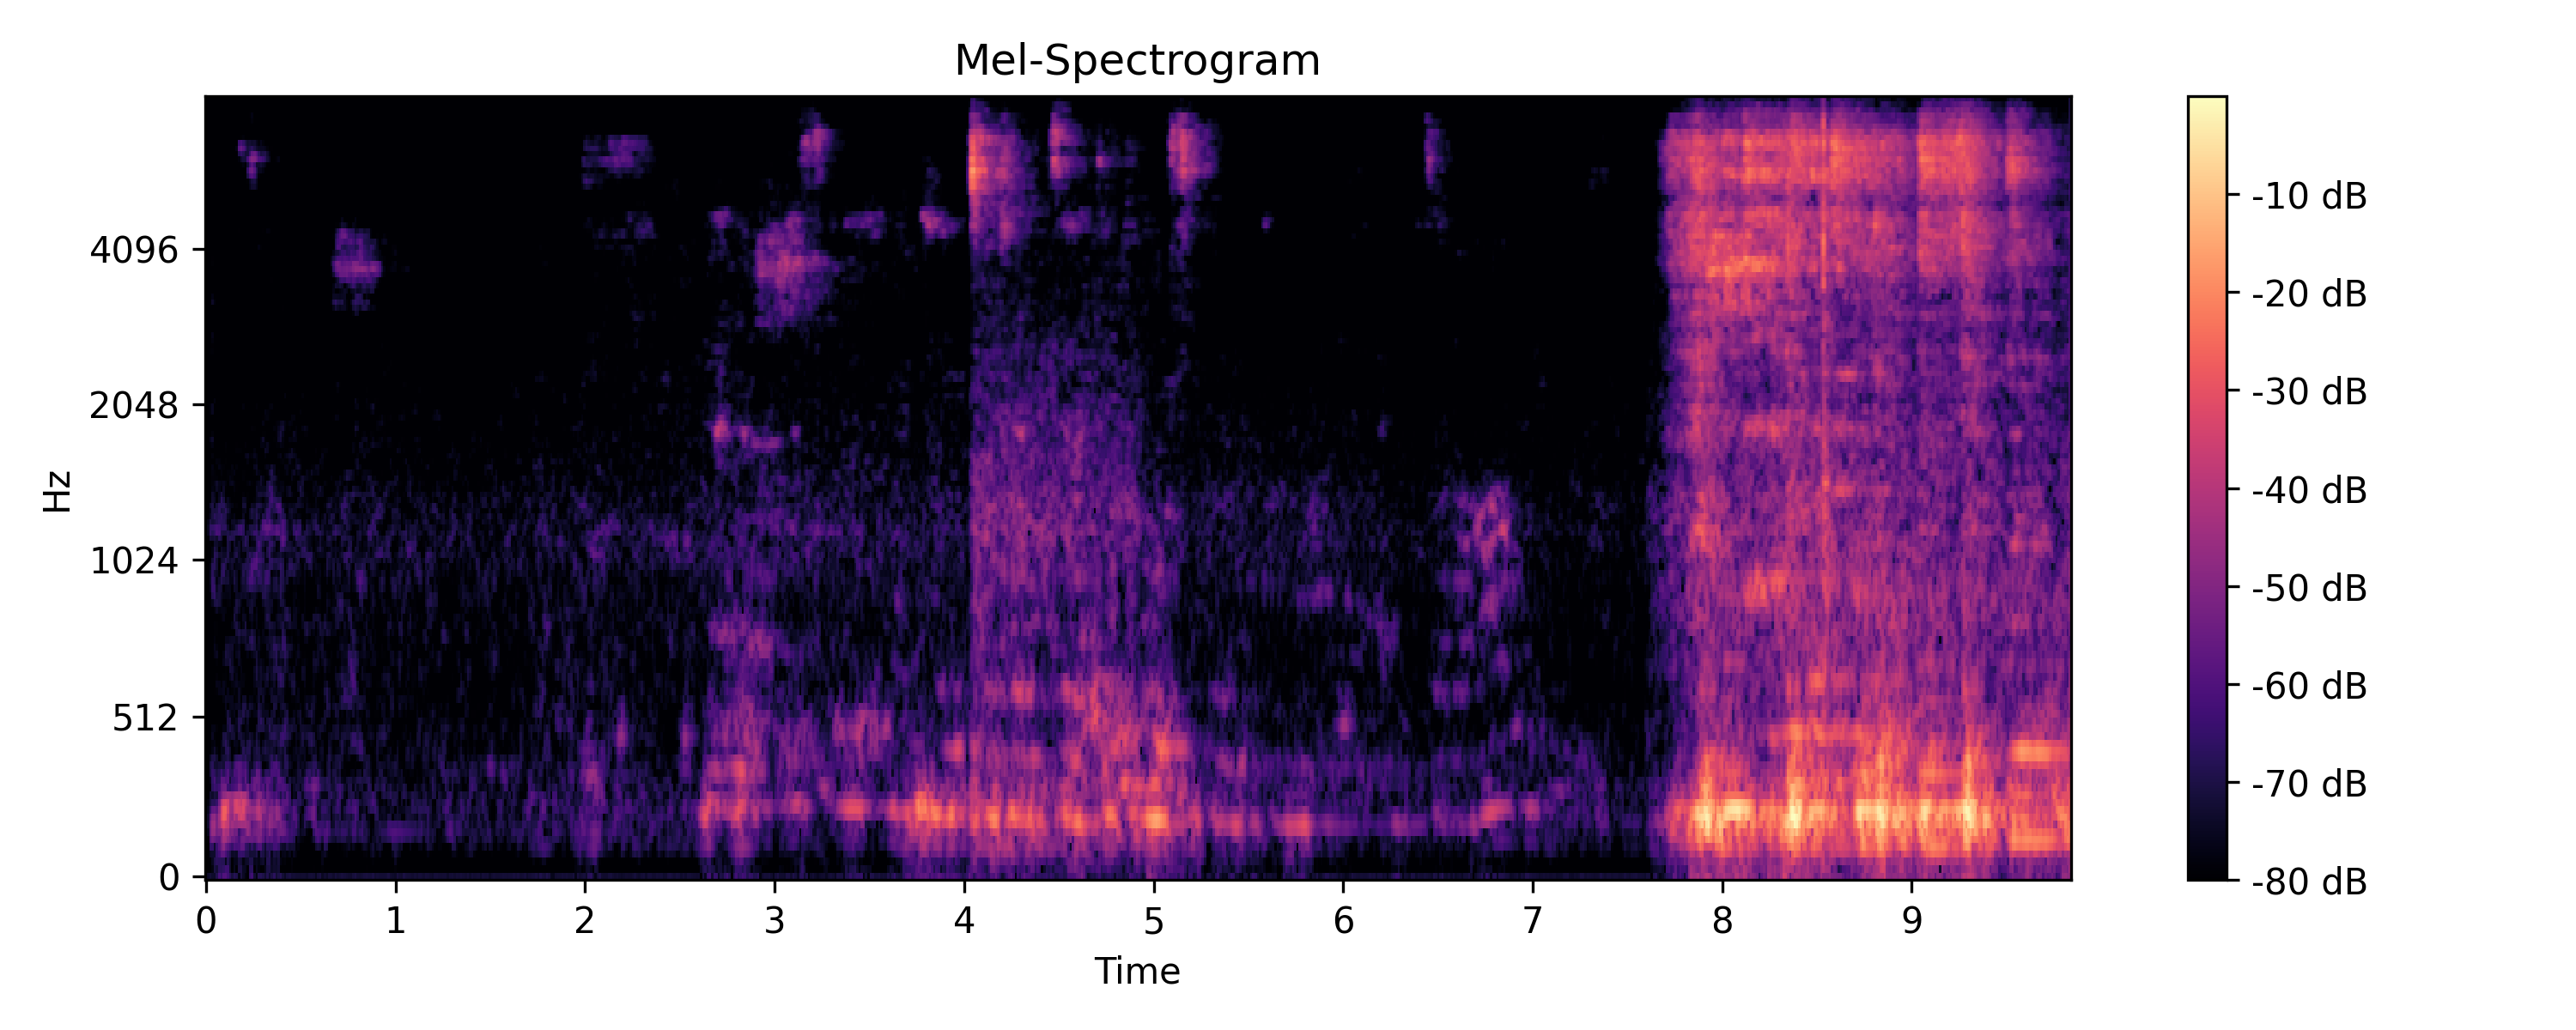 Mel-Spectrogram
Hz
4096
2048
1024
512
0
0 1 2 3 4 5 6 7 8 9
Time
-10 dB
-20 dB
-30 dB
-40 dB
-50 dB
-60 dB
-70 dB
-80 dB